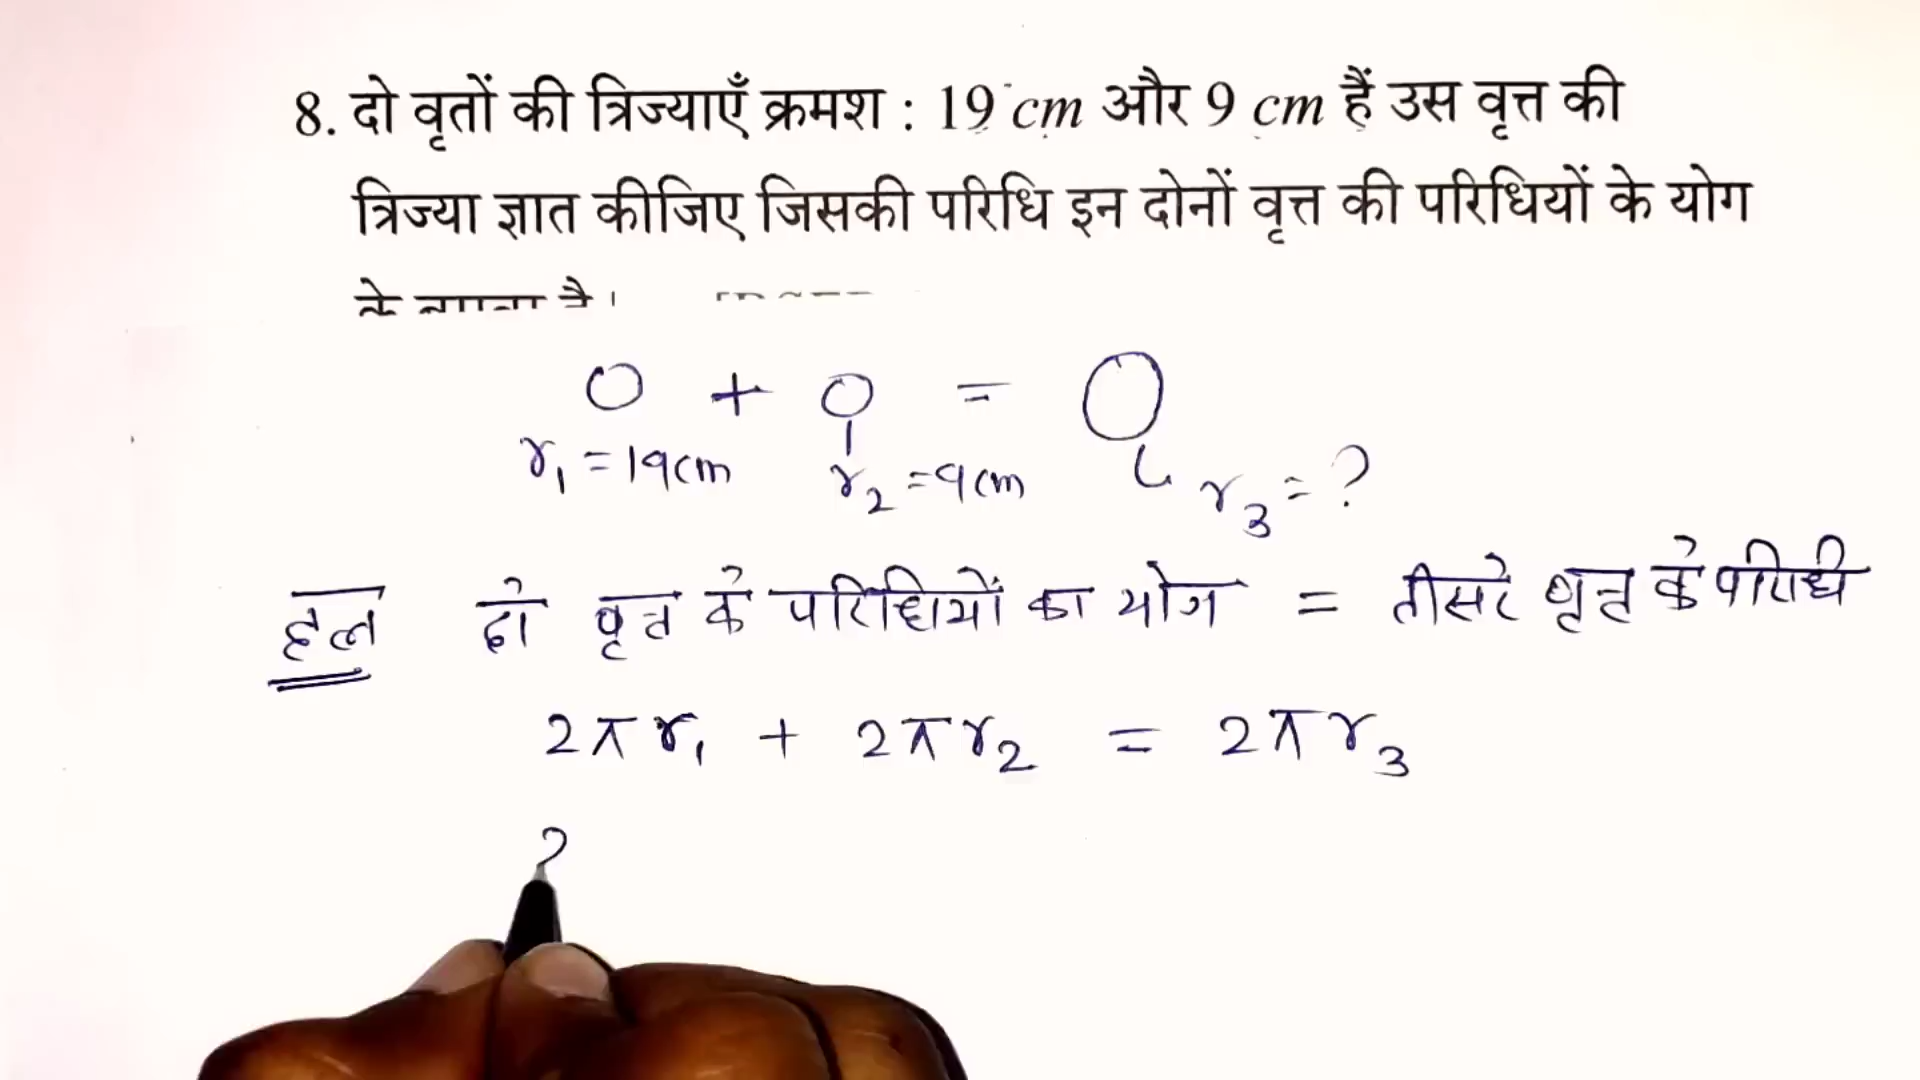 8. दो वृतों की त्रिज्याएँ क्रमश : 19 cm और 9 cm हैं उस वृत्त की
त्रिज्या ज्ञात कीजिए जिसकी परिधि इन दोनों वृत्त की परिधियों के योग
O + O = O
r₁ = 19cm r₂ = 9cm r₃ = ?
हल दो वृत के परिधियों का योग = तीसरे वृत्त के परिधि
2πr₁ + 2πr₂ = 2πr₃
2